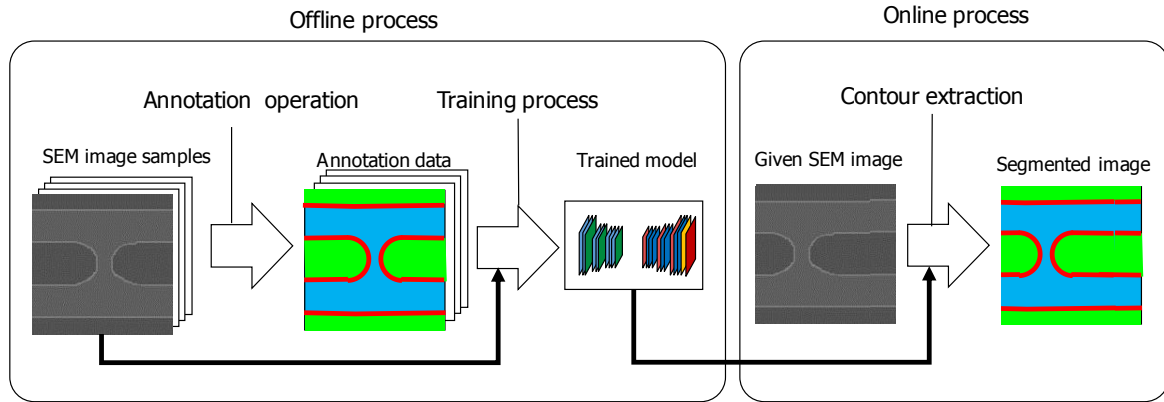 Offline process
Online process
Annotation operation
Training process
Contour extraction
SEM image samples
Annotation data
Trained model
Given SEM image
Segmented image